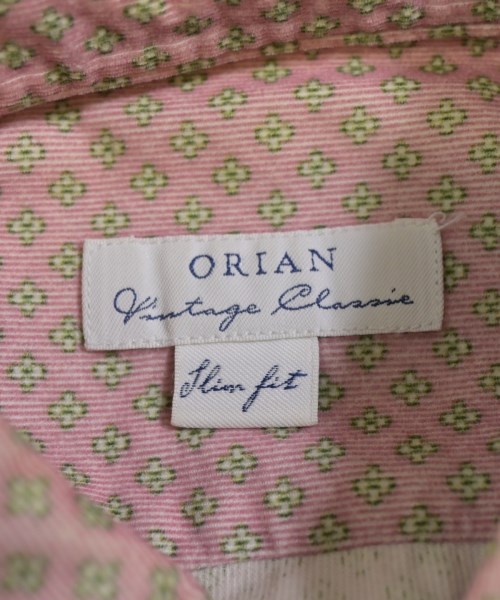 ORIAN
Vintage Classic
Slim fit